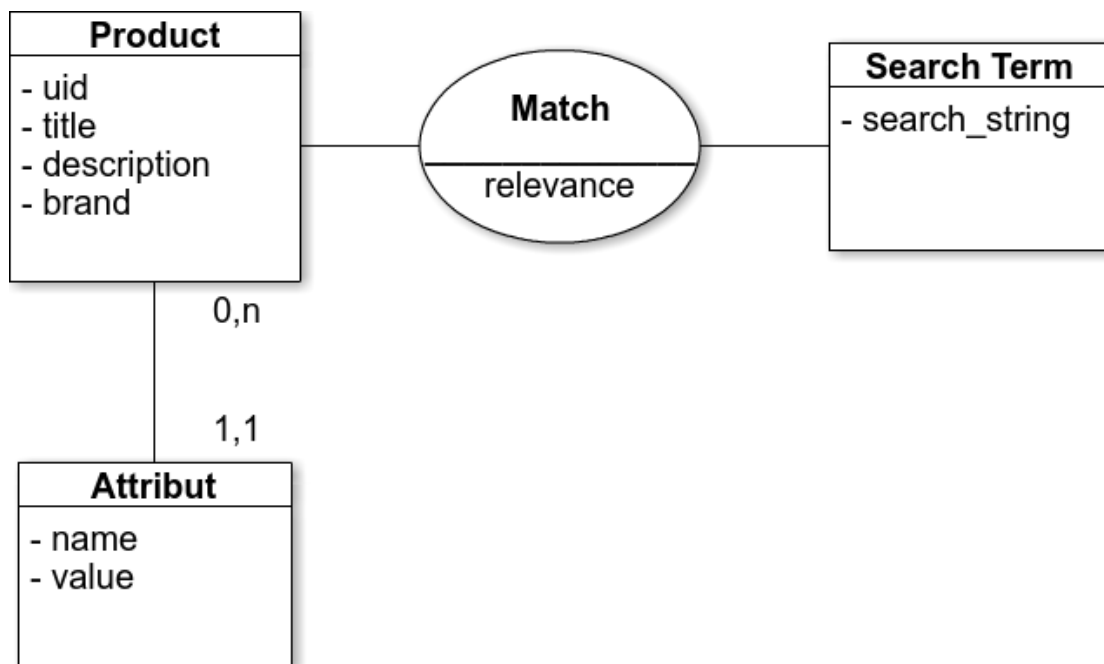 Product
- uid
- title
- description
- brand
Match
relevance
Search Term
- search_string
0,n
1,1
Attribut
- name
- value